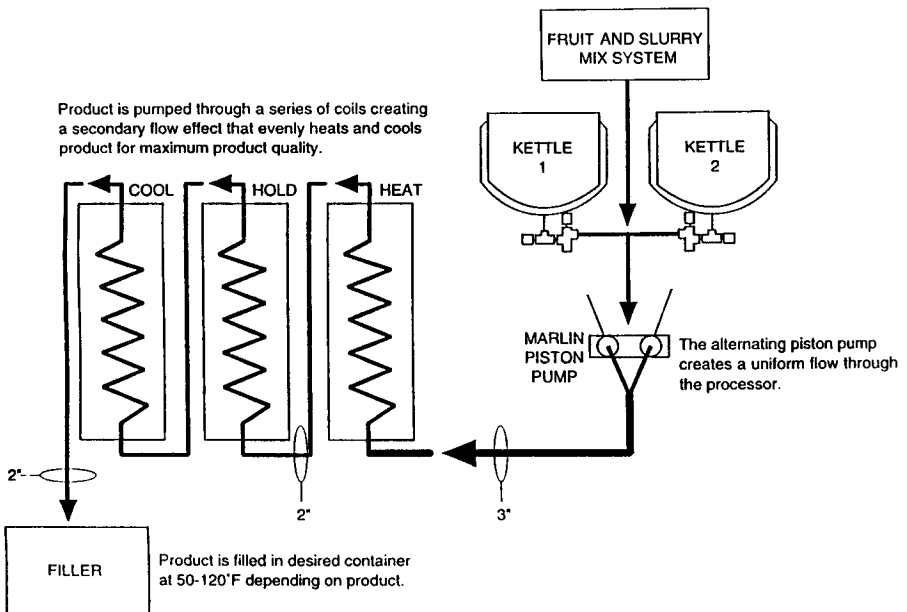 FRUIT AND SLURRY
MIX SYSTEM
Product is pumped through a series of coils creating
a secondary flow effect that evenly heats and cools
product for maximum product quality.
KETTLE
1
KETTLE
2
COOL
HOLD
HEAT
MARLIN
PISTON
PUMP
The alternating piston pump
creates a uniform flow through
the processor.
2"
2"
3"
FILLER
Product is filled in desired container
at 50-120°F depending on product.